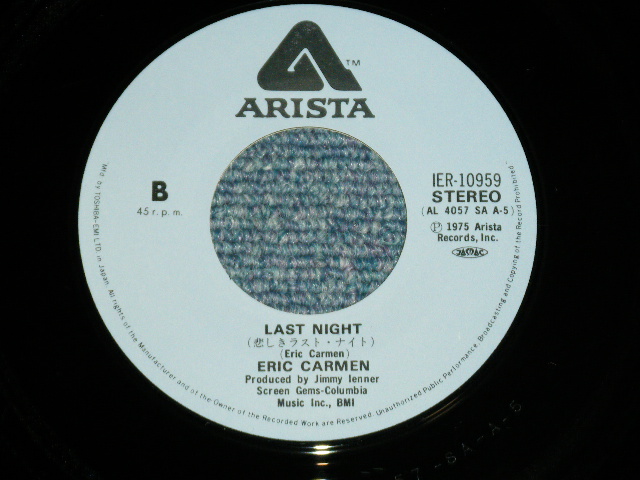 TM
ARISTA
B
45 r.p.m.
IER-10959
STEREO
(AL 4057 SA A-5)
Ⓟ 1975 Arista
Records, Inc.
JASRAC
LAST NIGHT
(悲しきラスト・ナイト)
(Eric Carmen)
ERIC CARMEN
Produced by Jimmy Ienner
Screen Gems-Columbia
Music Inc., BMI
Mfd by TOSHIBA-EMI LTD. in Japan. All rights of the Manufacturer and of the Owner of the Recorded Work are Reserved. Unauthorized Public Performance, Broadcasting and Copying of the Record Prohibited
57-SA-A-5